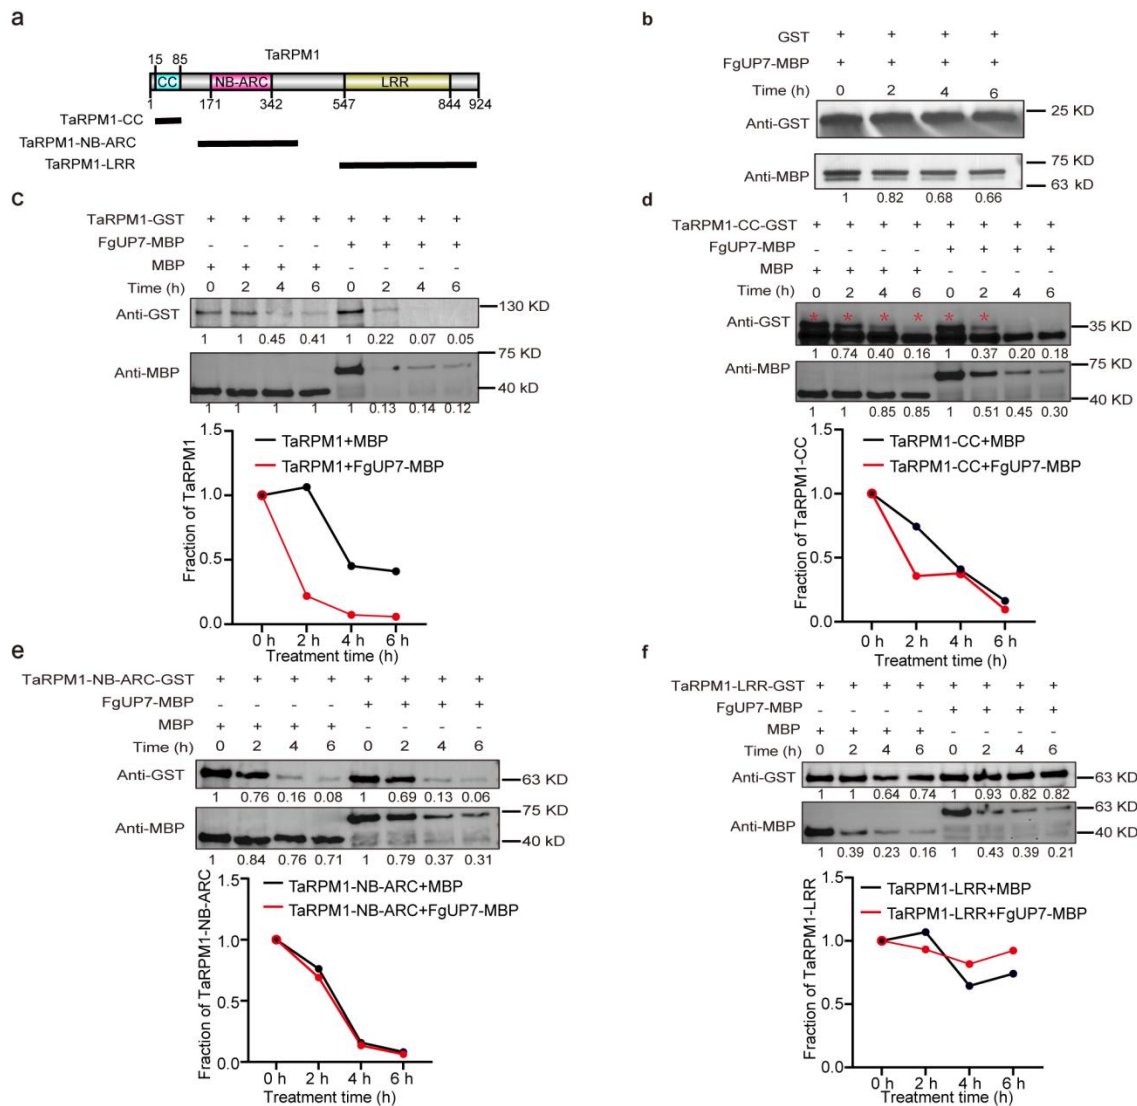 a
TaRPM1
15 85
CC NB-ARC LRR
1 171 342 547 844 924
TaRPM1-CC
TaRPM1-NB-ARC
TaRPM1-LRR
b
GST + + + +
FgUP7-MBP + + + +
Time (h) 0 2 4 6
Anti-GST 25 KD
Anti-MBP 75 KD
63 kD
1 0.82 0.68 0.66
c
TaRPM1-GST + + + + + + + +
FgUP7-MBP - - - - + + + +
MBP + + + + - - - -
Time (h) 0 2 4 6 0 2 4 6
Anti-GST 130 KD
1 1 0.45 0.41 1 0.22 0.07 0.05
Anti-MBP 75 KD
40 kD
1 1 1 1 1 0.13 0.14 0.12
Fraction of TaRPM1
1.5
1.0
0.5
0.0
TaRPM1+MBP
TaRPM1+FgUP7-MBP
0 h 2 h 4 h 6 h
Treatment time (h)
d
TaRPM1-CC-GST + + + + + + + +
FgUP7-MBP - - - - + + + +
MBP + + + + - - - -
Time (h) 0 2 4 6 0 2 4 6
Anti-GST * * * * * * 35 KD
1 0.74 0.40 0.16 1 0.37 0.20 0.18
Anti-MBP 75 KD
40 KD
1 1 0.85 0.85 1 0.51 0.45 0.30
Fraction of TaRPM1-CC
1.5
1.0
0.5
0.0
TaRPM1-CC+MBP
TaRPM1-CC+FgUP7-MBP
0 h 2 h 4 h 6 h
Treatment time (h)
e
TaRPM1-NB-ARC-GST + + + + + + + +
FgUP7-MBP - - - - + + + +
MBP + + + + - - - -
Time (h) 0 2 4 6 0 2 4 6
Anti-GST 63 KD
1 0.76 0.16 0.08 1 0.69 0.13 0.06
Anti-MBP 75 KD
40 kD
1 0.84 0.76 0.71 1 0.79 0.37 0.31
Fraction of TaRPM1-NB-ARC
1.5
1.0
0.5
0.0
TaRPM1-NB-ARC+MBP
TaRPM1-NB-ARC+FgUP7-MBP
0 h 2 h 4 h 6 h
Treatment time (h)
f
TaRPM1-LRR-GST + + + + + + + +
FgUP7-MBP - - - - + + + +
MBP + + + + - - - -
Time (h) 0 2 4 6 0 2 4 6
Anti-GST 63 KD
1 1 0.64 0.74 1 0.93 0.82 0.82
Anti-MBP 63 KD
40 KD
1 0.39 0.23 0.16 1 0.43 0.39 0.21
Fraction of TaRPM1-LRR
1.5
1.0
0.5
0.0
TaRPM1-LRR+MBP
TaRPM1-LRR+FgUP7-MBP
0 h 2 h 4 h 6 h
Treatment time (h)